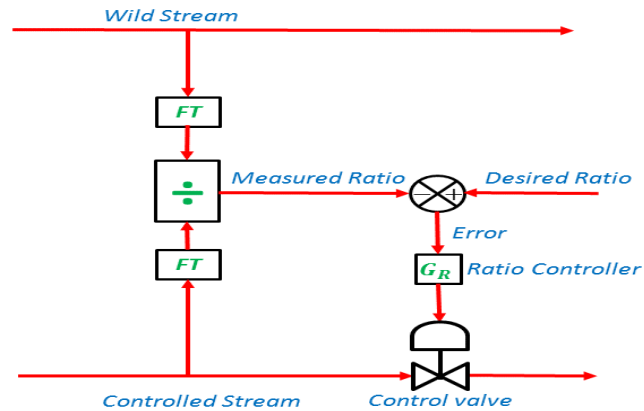 Wild Stream
FT
÷
Measured Ratio
− +
Desired Ratio
Error
FT
G_R
Ratio Controller
Controlled Stream
Control valve